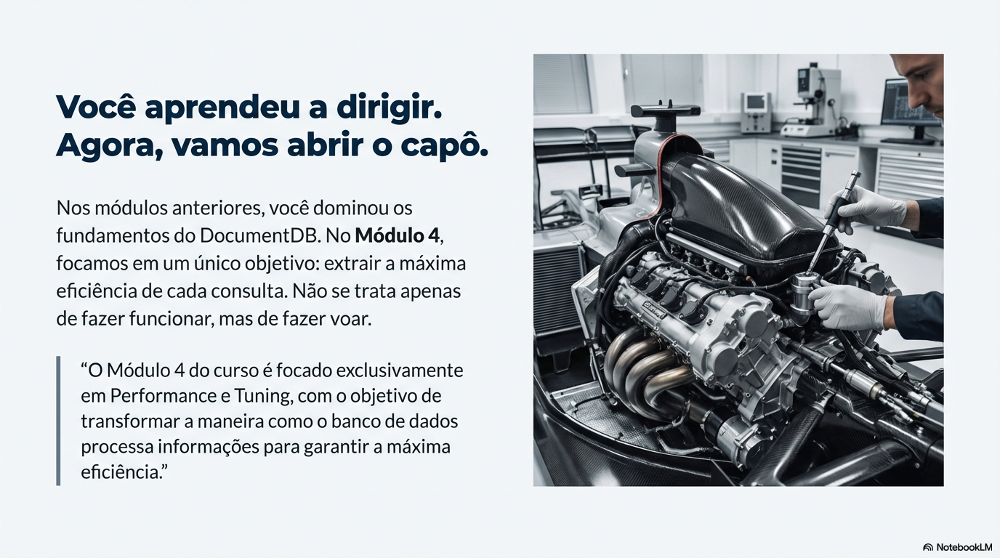 Você aprendeu a dirigir.
Agora, vamos abrir o capô.
Nos módulos anteriores, você dominou os
fundamentos do DocumentDB. No Módulo 4,
focamos em um único objetivo: extrair a máxima
eficiência de cada consulta. Não se trata apenas
de fazer funcionar, mas de fazer voar.
“O Módulo 4 do curso é focado exclusivamente
em Performance e Tuning, com o objetivo de
transformar a maneira como o banco de dados
processa informações para garantir a máxima
eficiência.”
NotebookLM